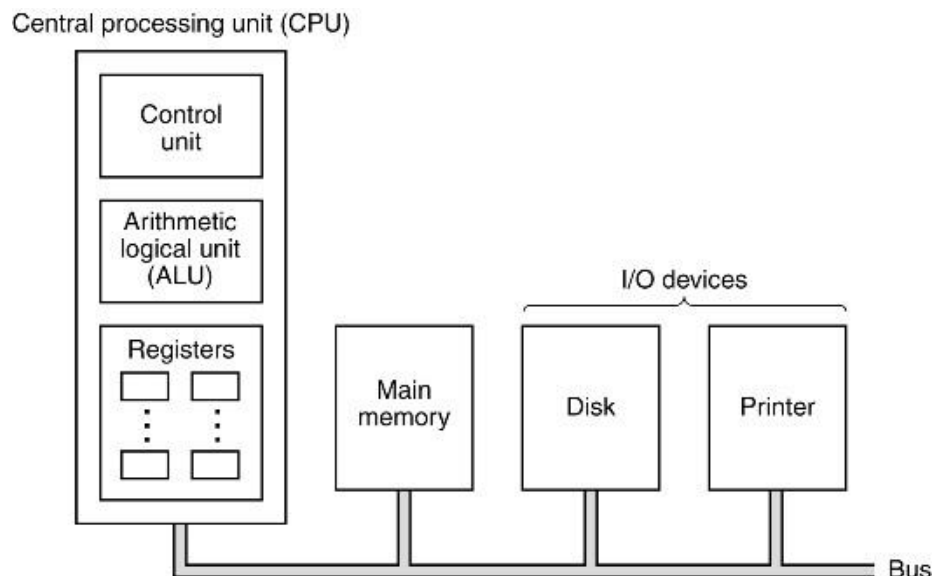 Central processing unit (CPU)
Control
unit
Arithmetic
logical unit
(ALU)
Registers
I/O devices
Main
memory
Disk
Printer
Bus